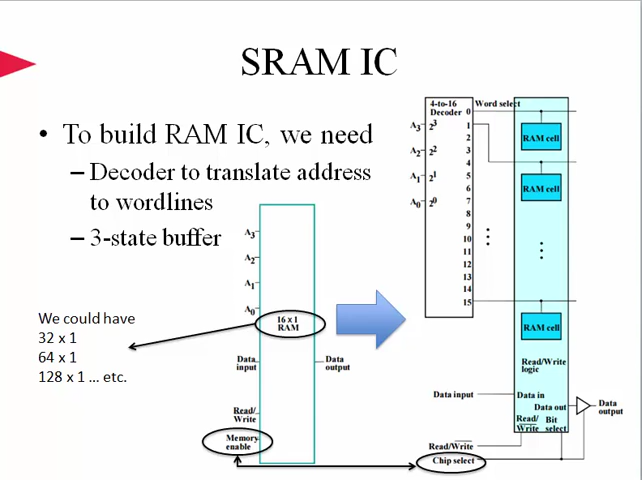 SRAM IC
• To build RAM IC, we need
– Decoder to translate address
to wordlines
– 3-state buffer
We could have
32 x 1
64 x 1
128 x 1 ... etc.
A3
A2
A1
A0
16 x 1
RAM
Data
input
Data
output
Read/
Write
Memory
enable
4-to-16
Decoder
Word select
A3
A2
A1
A0
2³
2²
2¹
2⁰
0
1
2
3
4
5
6
7
8
9
10
11
12
13
14
15
RAM cell
RAM cell
RAM cell
Read/Write
logic
Data input
Data in
Data out
Data
output
Read/
Write
Bit
select
Read/Write
Chip select